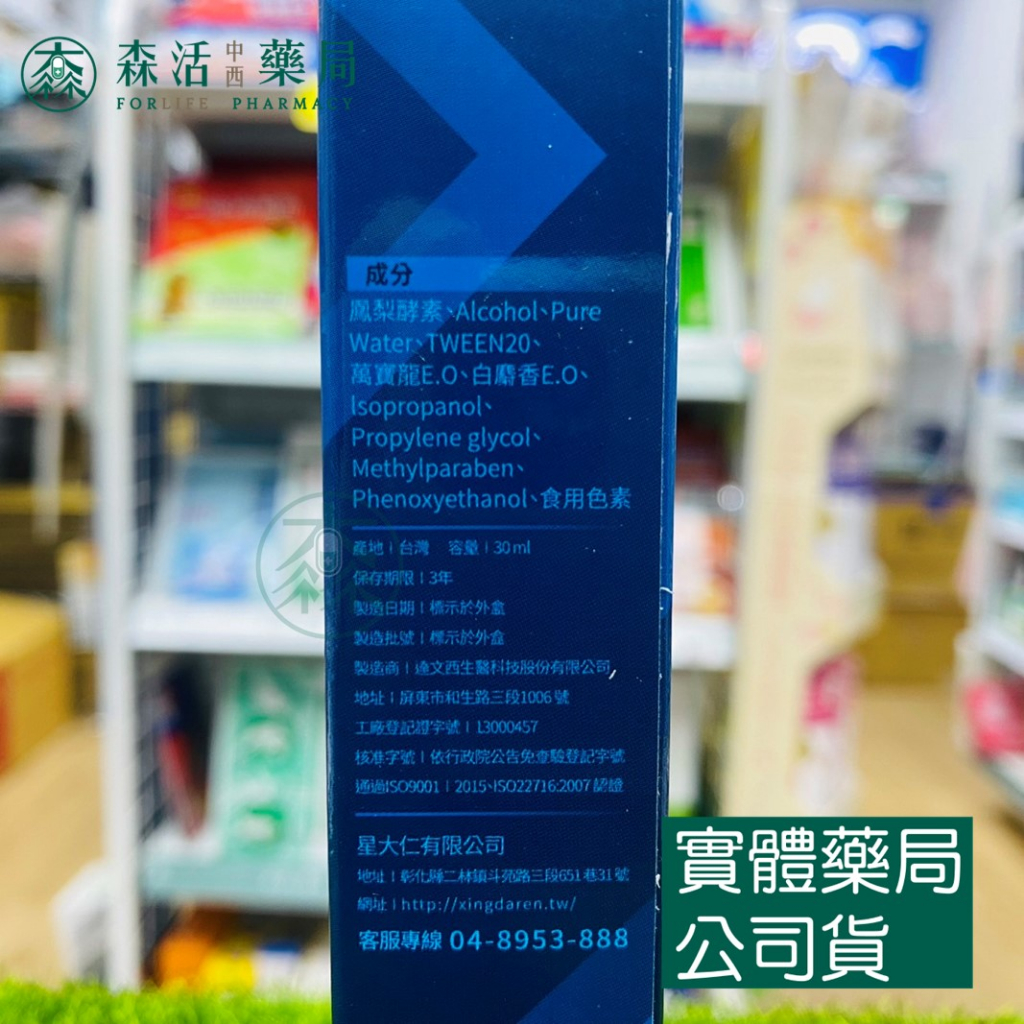 森活中西藥局
FORLIFE PHARMACY
成分
鳳梨酵素、Alcohol、Pure
Water、TWEEN20、
萬寶龍E.O、白麝香E.O、
Isopropanol、
Propylene glycol、
Methylparaben、
Phenoxyethanol、食用色素
產地|台灣 容量|30ml
保存期限|3年
製造日期|標示於外盒
製造批號|標示於外盒
製造商|達文西生醫科技股份有限公司
地址|屏東市和生路三段1006號
工廠登記證字號|13000457
核准字號|依行政院公告免查驗登記字號
通過ISO9001|2015、ISO22716:2007認證
星大仁有限公司
地址|彰化縣二林鎮斗苑路三段651巷31號
網址|http://xingdaren.tw/
客服專線 04-8953-888
實體藥局
公司貨